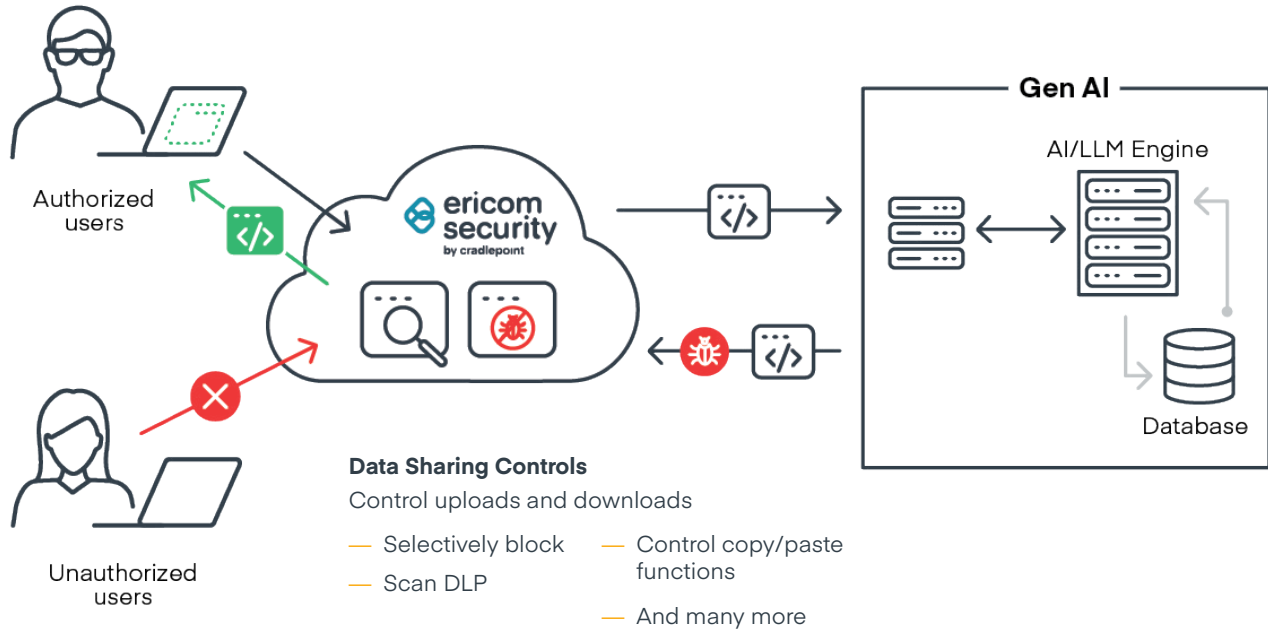 Authorized
users
ericom
security
by cradlepoint
</>
</>
Gen AI
AI/LLM Engine
</>
Database
Unauthorized
users
Data Sharing Controls
Control uploads and downloads
— Selectively block
— Scan DLP
— Control copy/paste
functions
— And many more